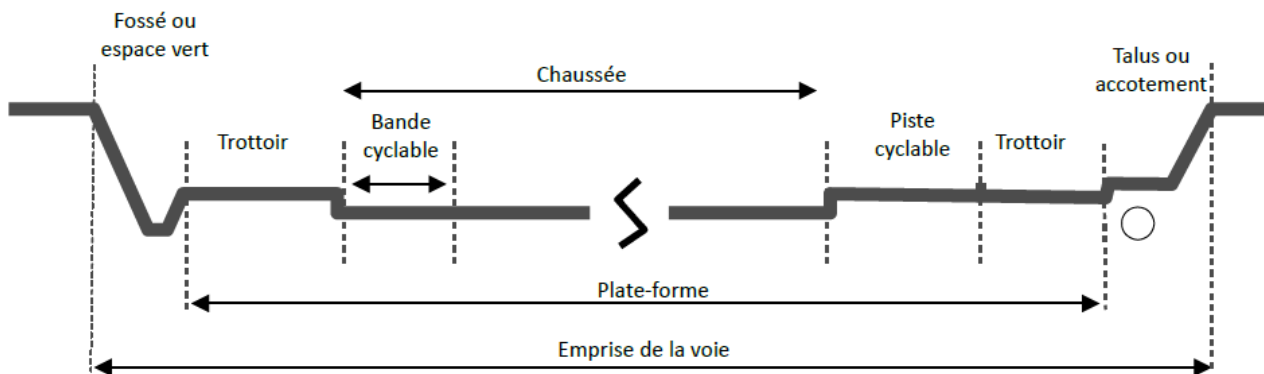 Fossé ou
espace vert
Chaussée
Talus ou
accotement
Trottoir
Bande
cyclable
Piste
cyclable
Trottoir
Plate-forme
Emprise de la voie